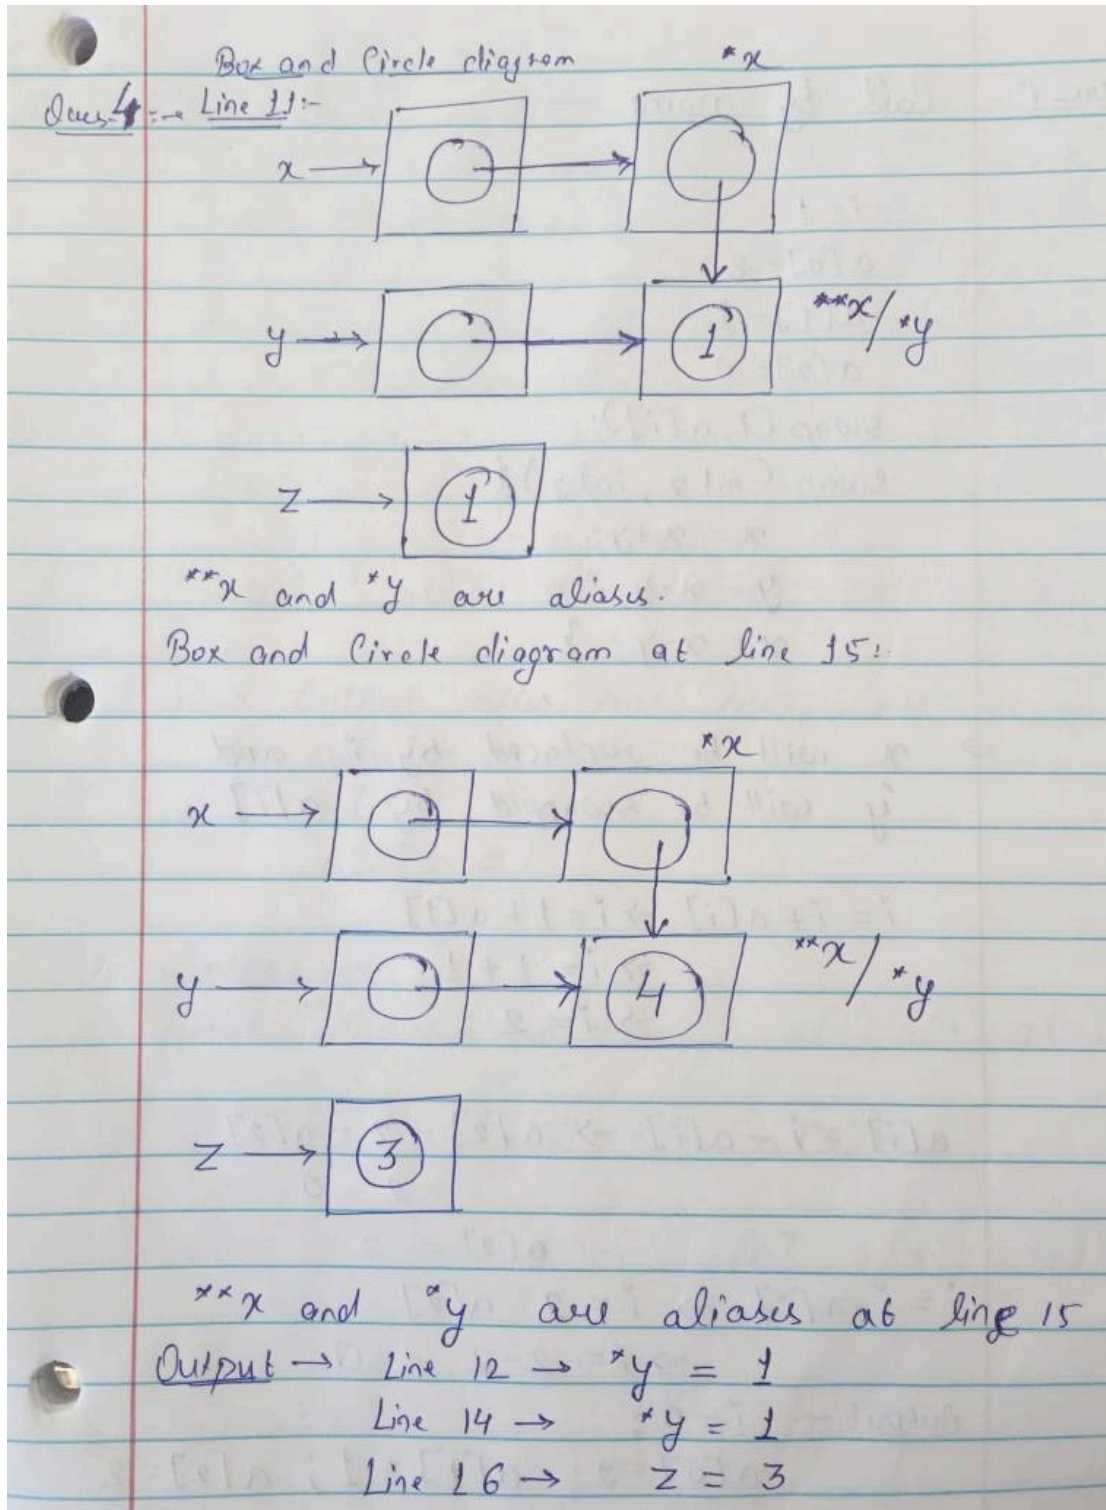 Box and Circle diagram
*x
Ques 4 :→ Line 11:-
x
y
1
**x / *y
z
1
**x and *y are aliases.
Box and Circle diagram at line 15:
*x
x
y
4
**x / *y
z
3
**x and *y are aliases at line 15
Output → Line 12 → *y = 1
Line 14 → *y = 1
Line 16 → z = 3